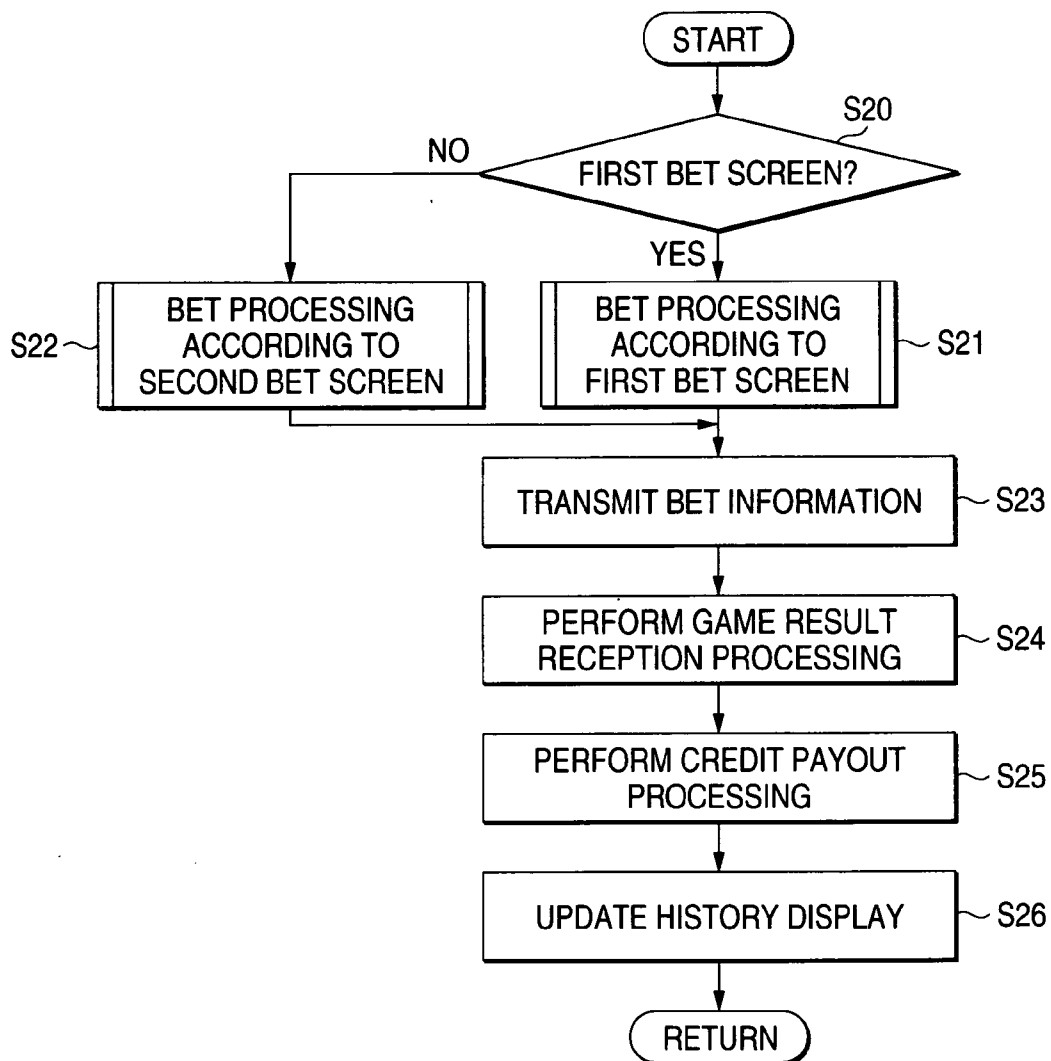 START
S20
NO
FIRST BET SCREEN?
YES
S22
BET PROCESSING
ACCORDING TO
SECOND BET SCREEN
BET PROCESSING
ACCORDING TO
FIRST BET SCREEN
S21
TRANSMIT BET INFORMATION
S23
PERFORM GAME RESULT
RECEPTION PROCESSING
S24
PERFORM CREDIT PAYOUT
PROCESSING
S25
UPDATE HISTORY DISPLAY
S26
RETURN